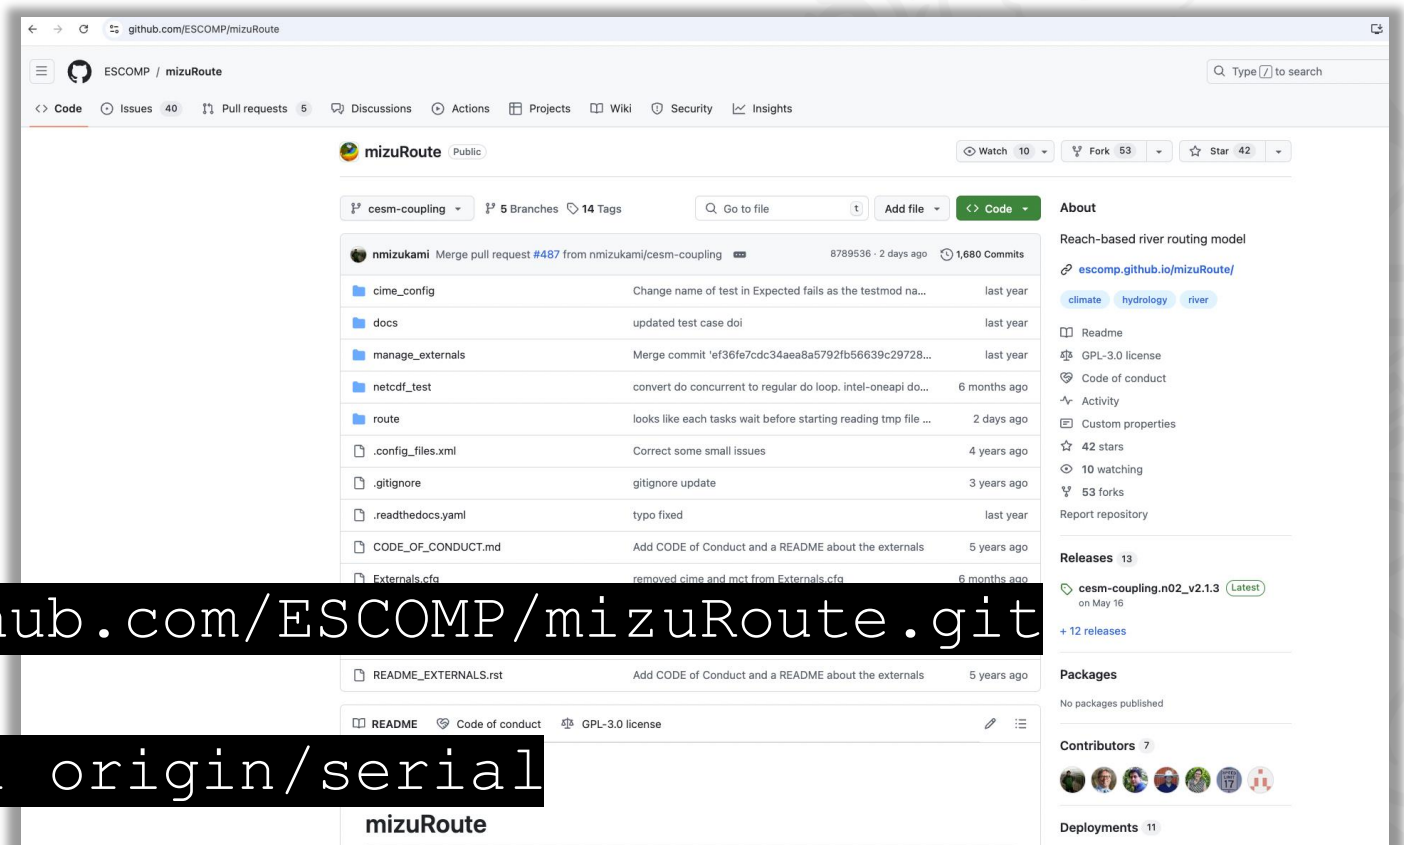 github.com/ESCOMP/mizuRoute
ESCOMP / mizuRoute
Type / to search
Code Issues 40 Pull requests 5 Discussions Actions Projects Wiki Security Insights
mizuRoute Public
Watch 10 Fork 53 Star 42
cesm-coupling 5 Branches 14 Tags Go to file t Add file Code
nmizukami Merge pull request #487 from nmizukami/cesm-coupling 8789536 · 2 days ago 1,680 Commits
cime_config Change name of test in Expected fails as the testmod na... last year
docs updated test case doi last year
manage_externals Merge commit 'ef36fe7cdc34aea8a5792fb56639c29728... last year
netcdf_test convert do concurrent to regular do loop. intel-oneapi do... 6 months ago
route looks like each tasks wait before starting reading tmp file ... 2 days ago
.config_files.xml Correct some small issues 4 years ago
.gitignore gitignore update 3 years ago
.readthedocs.yaml typo fixed last year
CODE_OF_CONDUCT.md Add CODE of Conduct and a README about the externals 5 years ago
Externals.cfg removed cime and mct from Externals.cfg 6 months ago
hub.com/ESCOMP/mizuRoute.git
README_EXTERNALS.rst Add CODE of Conduct and a README about the externals 5 years ago
README Code of conduct GPL-3.0 license
origin/serial
mizuRoute
About
Reach-based river routing model
escomp.github.io/mizuRoute/
climate hydrology river
Readme
GPL-3.0 license
Code of conduct
Activity
Custom properties
42 stars
10 watching
53 forks
Report repository
Releases 13
cesm-coupling.n02_v2.1.3 Latest
on May 16
+ 12 releases
Packages
No packages published
Contributors 7
Deployments 11